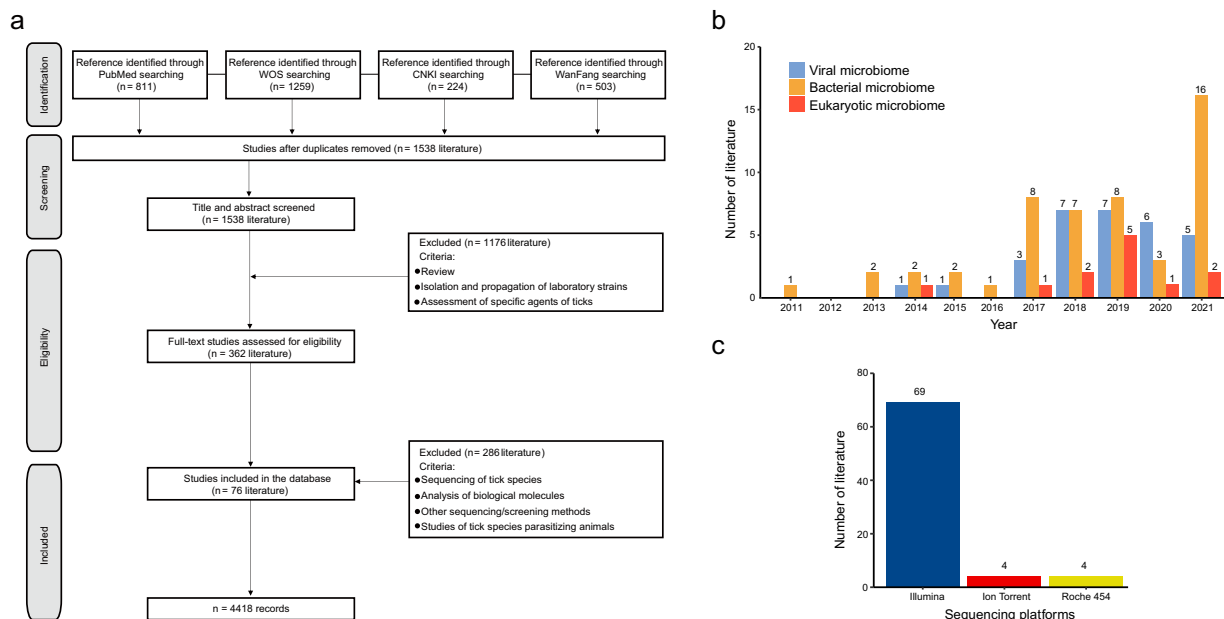 a
Identification
Reference identified through
PubMed searching
(n = 811)
Reference identified through
WOS searching
(n = 1259)
Reference identified through
CNKI searching
(n = 224)
Reference identified through
WanFang searching
(n = 503)
Screening
Studies after duplicates removed (n = 1538 literature)
Title and abstract screened
(n = 1538 literature)
Eligibility
Excluded (n = 1176 literature)
Criteria:
●Review
●Isolation and propagation of laboratory strains
●Assessment of specific agents of ticks
Full-text studies assessed for eligibility
(n = 362 literature)
Included
Studies included in the database
(n = 76 literature)
Excluded (n = 286 literature)
Criteria:
●Sequencing of tick species
●Analysis of biological molecules
●Other sequencing/screening methods
●Studies of tick species parasitizing animals
n = 4418 records
b
Number of literature
20
15
10
5
0
Viral microbiome
Bacterial microbiome
Eukaryotic microbiome
1
2
1
2
1
1
2
1
3
8
1
7
7
2
7
8
5
6
3
1
5
16
2
2011 2012 2013 2014 2015 2016 2017 2018 2019 2020 2021
Year
c
Number of literature
80
60
40
20
0
69
4
4
Illumina Ion Torrent Roche 454
Sequencing platforms